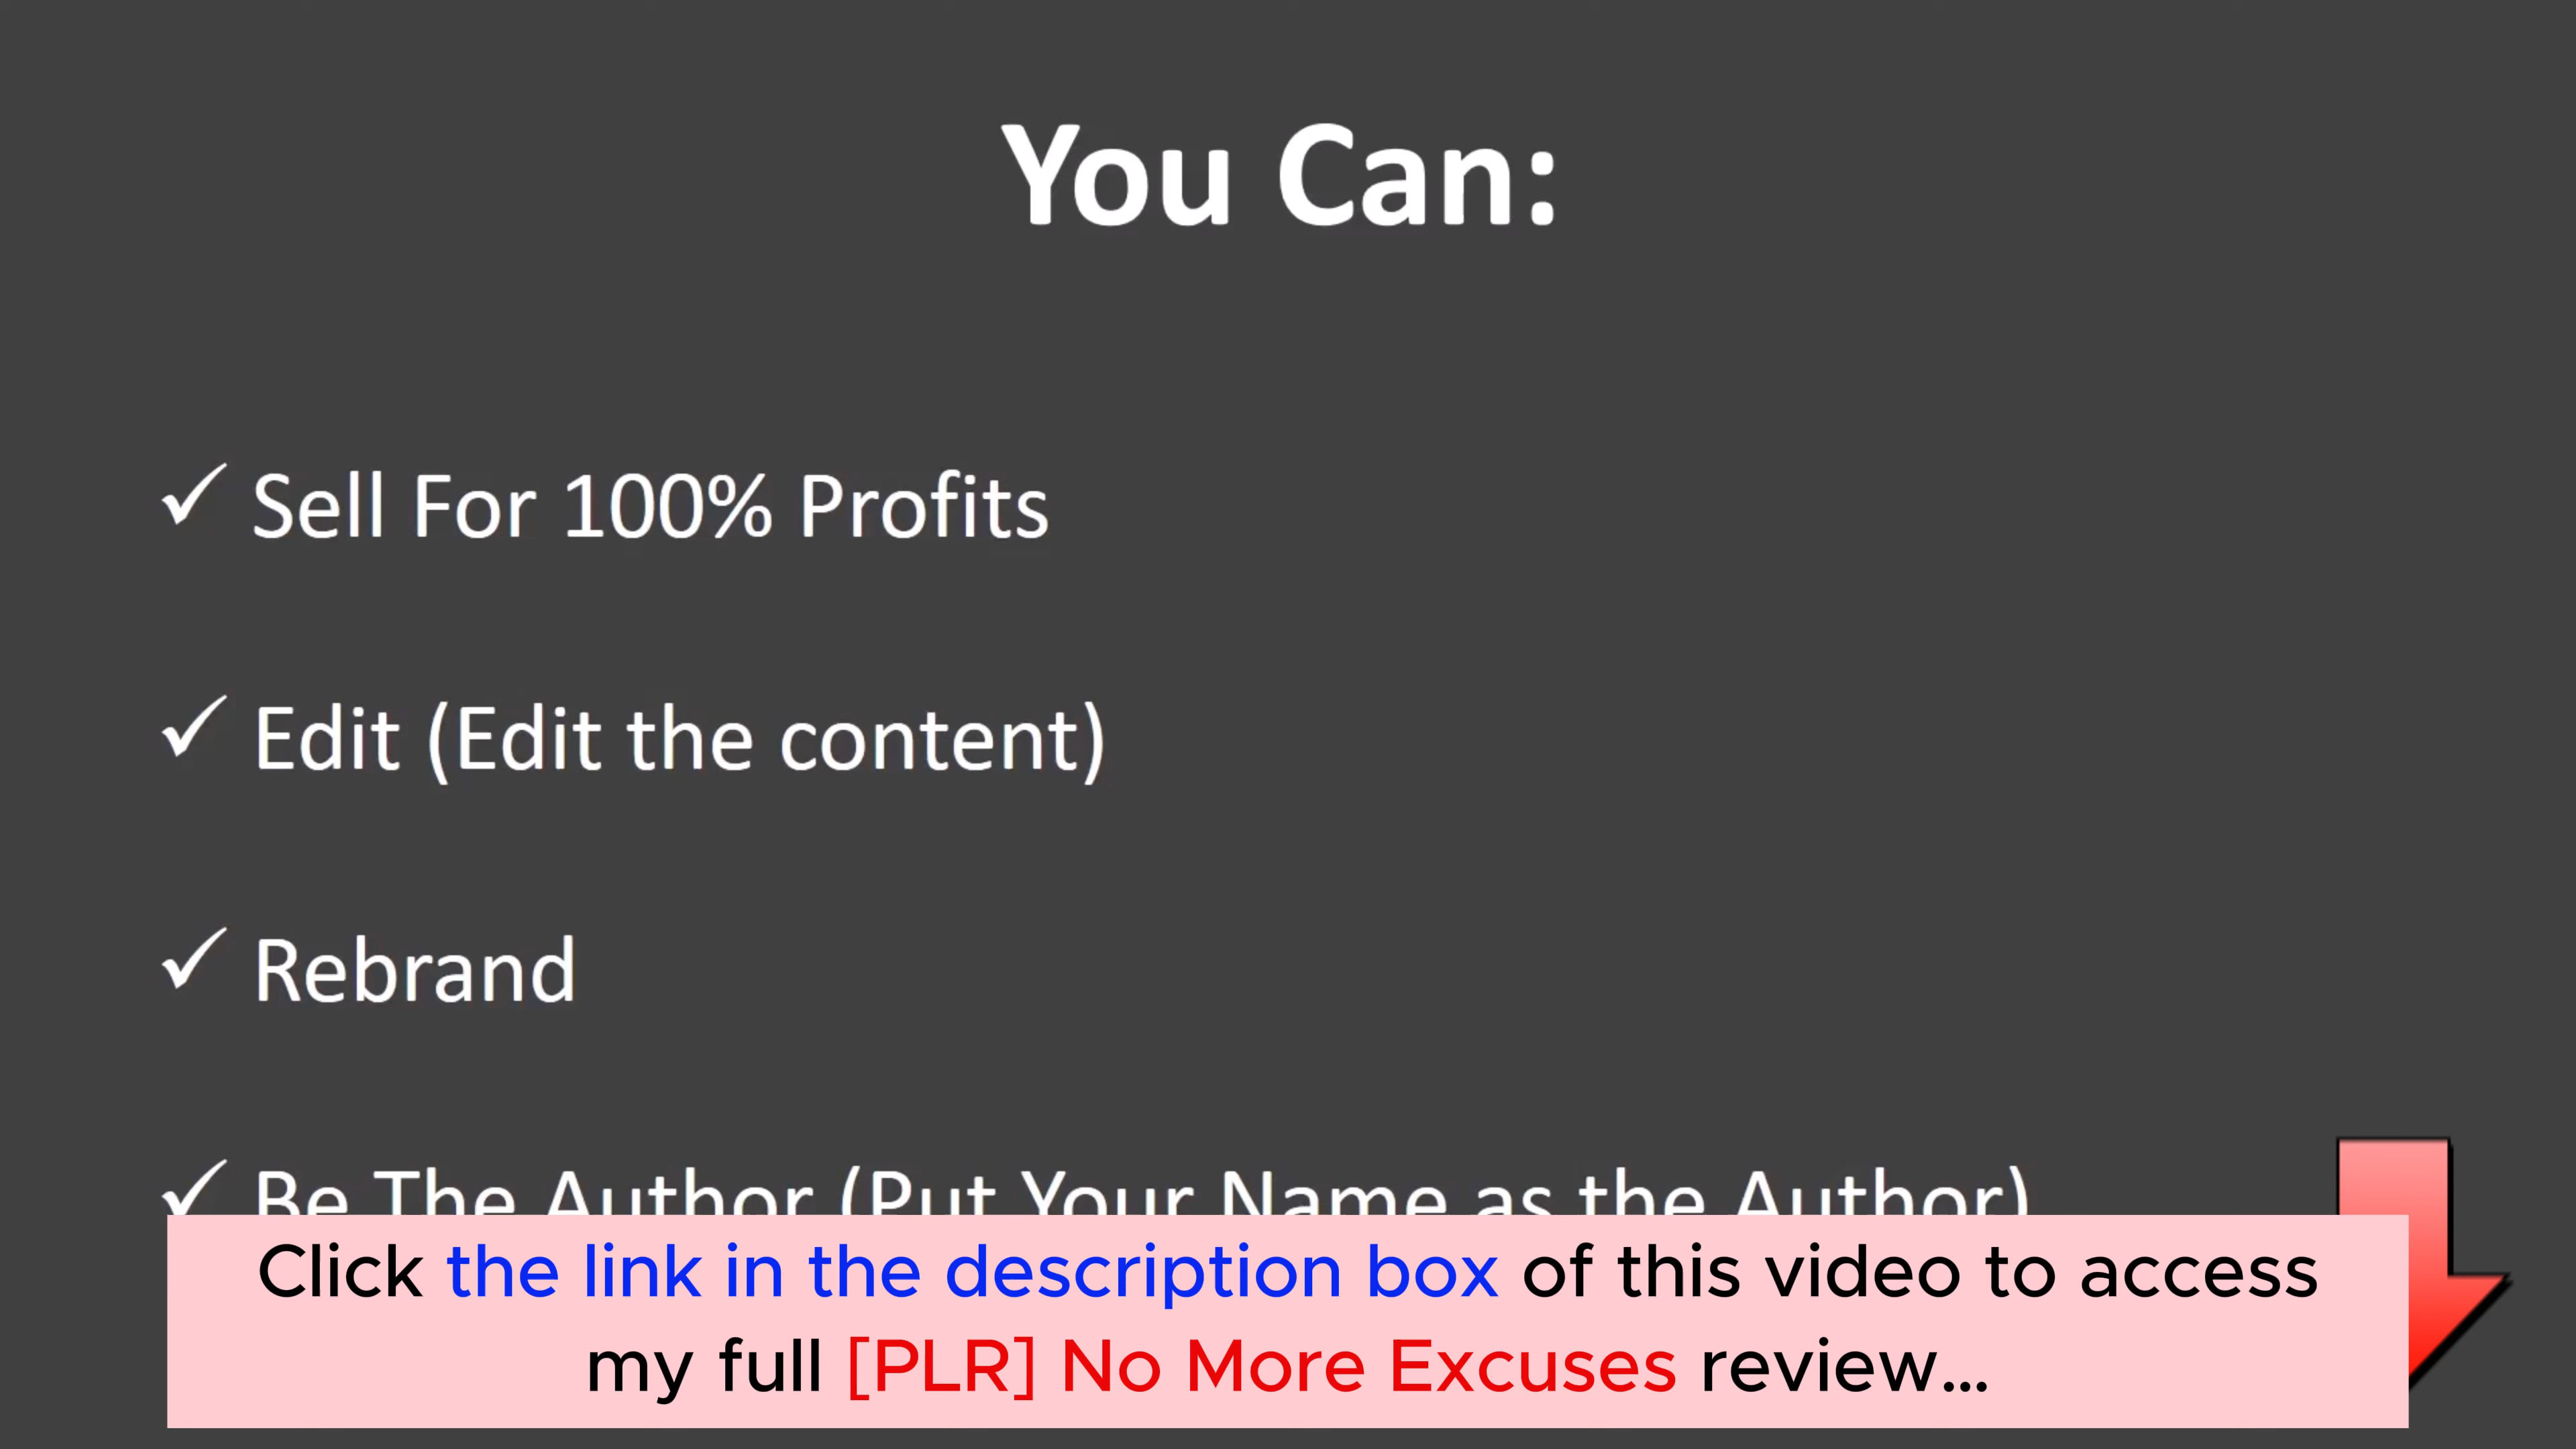 You Can:
✓ Sell For 100% Profits
✓ Edit (Edit the content)
✓ Rebrand
✓ Be The Author (Put Your Name as the Author)
Click the link in the description box of this video to access
my full [PLR] No More Excuses review...